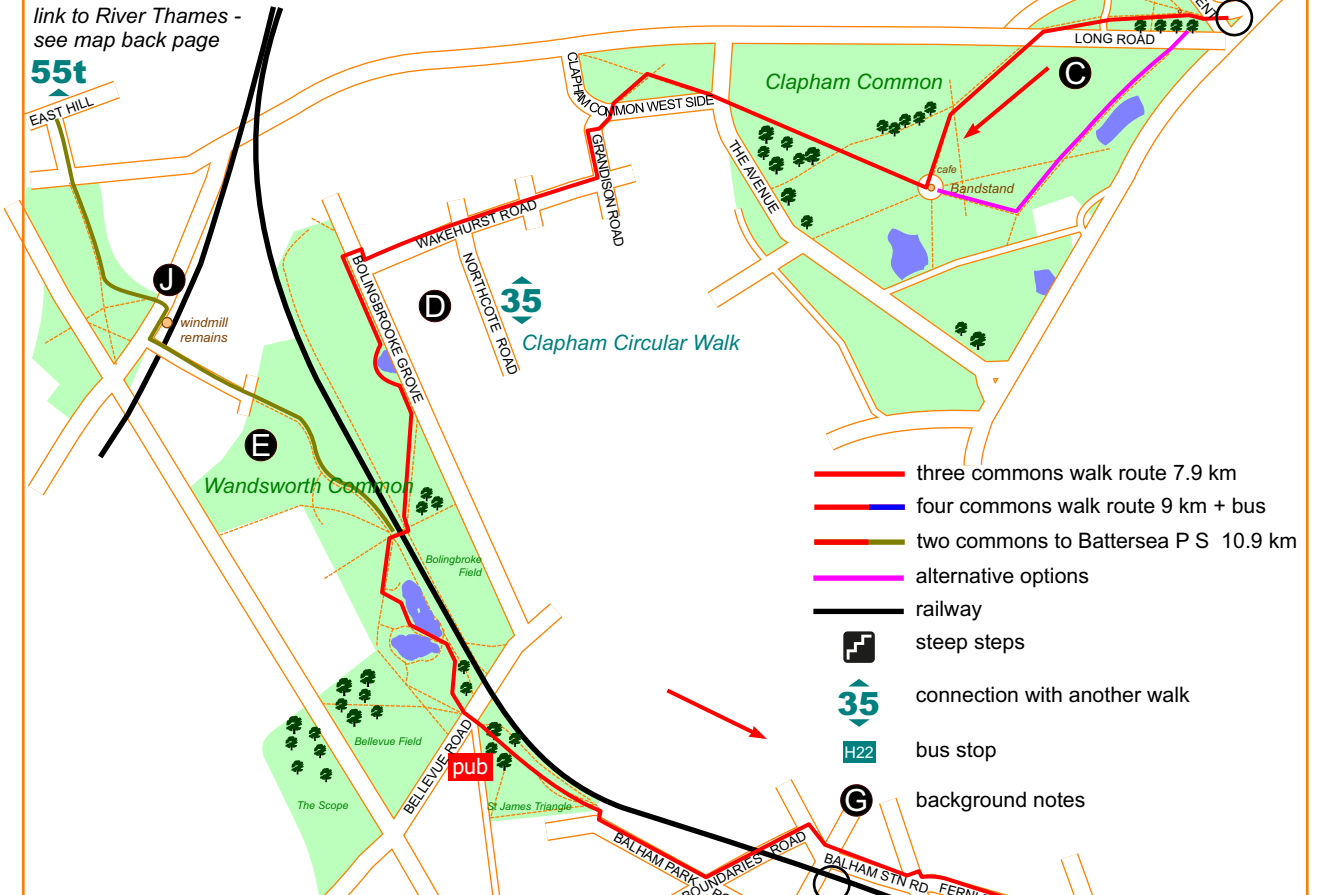 link to River Thames -
see map back page
55t
EAST HILL
J
windmill
remains
E
Wandsworth Common
BOLINGBROOKE GROVE
D
35
Clapham Circular Walk
NORTHCOTE ROAD
WAKEHURST ROAD
GRANDISON ROAD
CLAPHAM COMMON WEST SIDE
THE AVENUE
Clapham Common
C
LONG ROAD
cafe
Bandstand
Bolingbroke
Field
Bellevue Field
The Scope
BELLEVUE ROAD
pub
St James Triangle
BALHAM PARK
BOUNDARIES ROAD
BALHAM STN RD
three commons walk route 7.9 km
four commons walk route 9 km + bus
two commons to Battersea P S 10.9 km
alternative options
railway
steep steps
35
connection with another walk
H22
bus stop
G
background notes